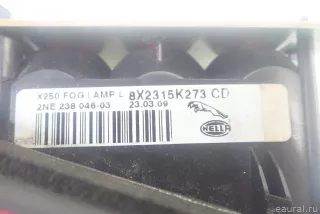 X250 FOG LAMP L 8X2315K273 CD
2NE 238 046-03 23.03.09
HELLA
eaural.ru